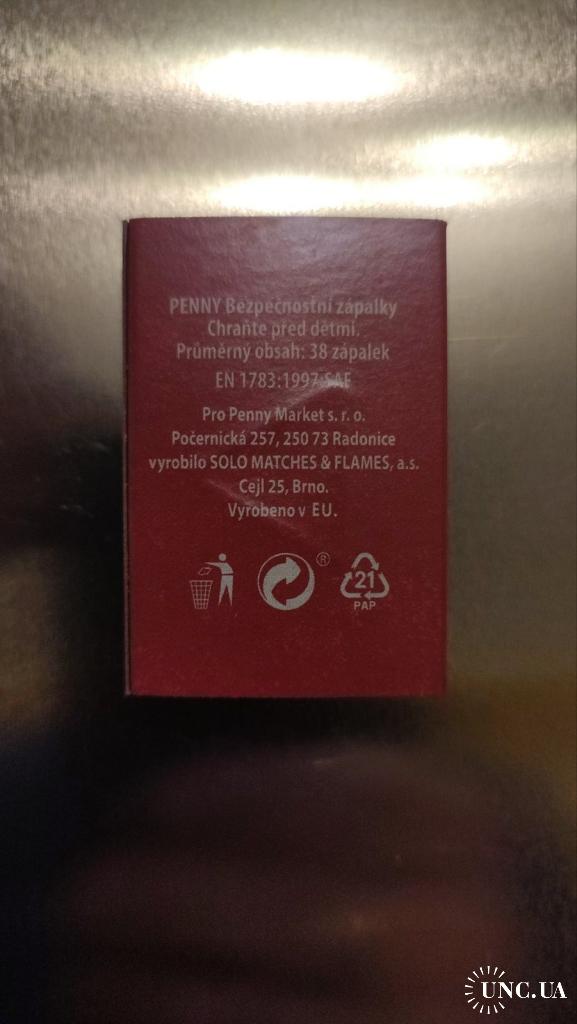 PENNY Bezpečnostní zápalky
Chraňte před dětmi.
Průměrný obsah: 38 zápalek
EN 1783:1997-SAF
Pro Penny Market s. r. o.
Počernická 257, 250 73 Radonice
vyrobilo SOLO MATCHES & FLAMES, a.s.
Cejl 25, Brno.
Vyrobeno v EU.
®
21
PAP
UNC.UA